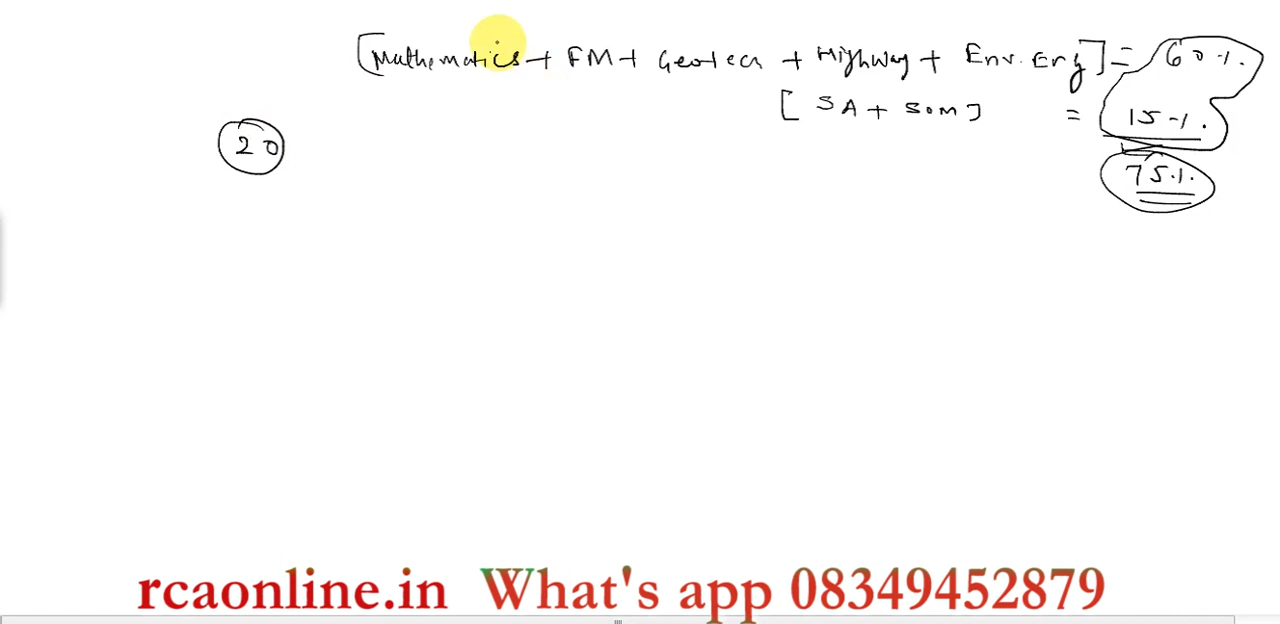 [Mathematics + FM + Geotech + Highway + Env. Eng] = 60%.
[SA + SOM] = 15%.
20
75%.
rcaonline.in What's app 08349452879